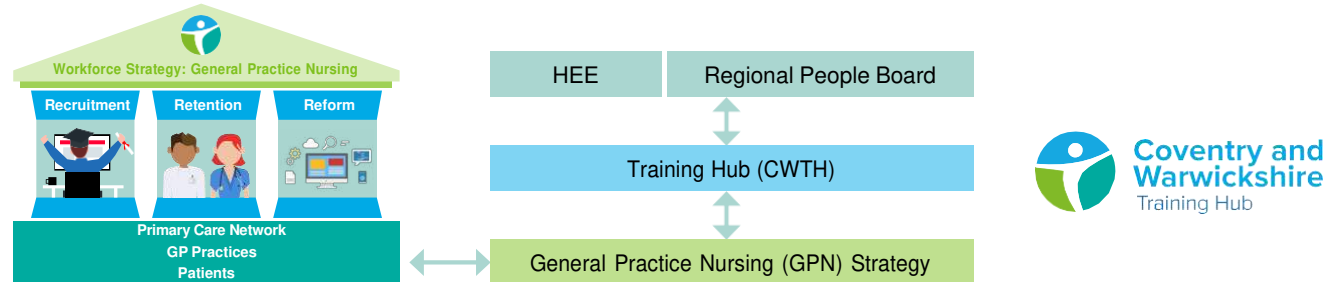 Workforce Strategy: General Practice Nursing
Recruitment
Retention
Reform
Primary Care Network
GP Practices
Patients
HEE
Regional People Board
Training Hub (CWTH)
General Practice Nursing (GPN) Strategy
Coventry and
Warwickshire
Training Hub